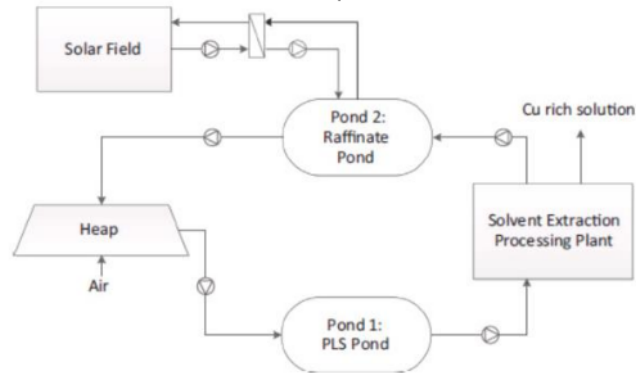 Solar Field
Pond 2:
Raffinate
Pond
Cu rich solution
Heap
Solvent Extraction
Processing Plant
Air
Pond 1:
PLS Pond